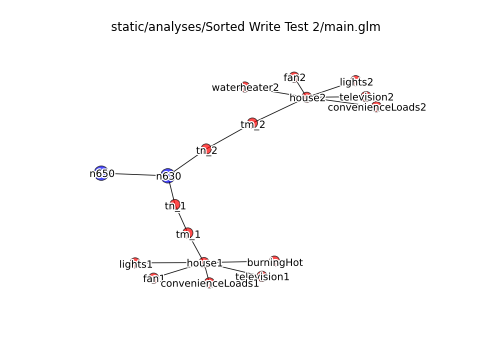 static/analyses/Sorted Write Test 2/main.glm
fan2
lights2
waterheater2
television2
house2
convenienceLoads2
tm_2
tn_2
n650
n630
tn_1
tm_1
lights1
house1
burningHot
fan1
television1
convenienceLoads1